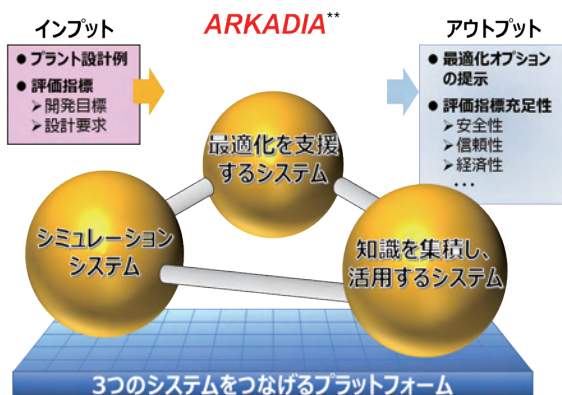 インプット
ARKADIA**
アウトプット
● プラント設計例
● 評価指標
➢開発目標
➢設計要求
● 最適化オプション
の提示
● 評価指標充足性
➢安全性
➢信頼性
➢経済性
…
最適化を支援
するシステム
シミュレーション
システム
知識を集積し、
活用するシステム
3つのシステムをつなげるプラットフォーム